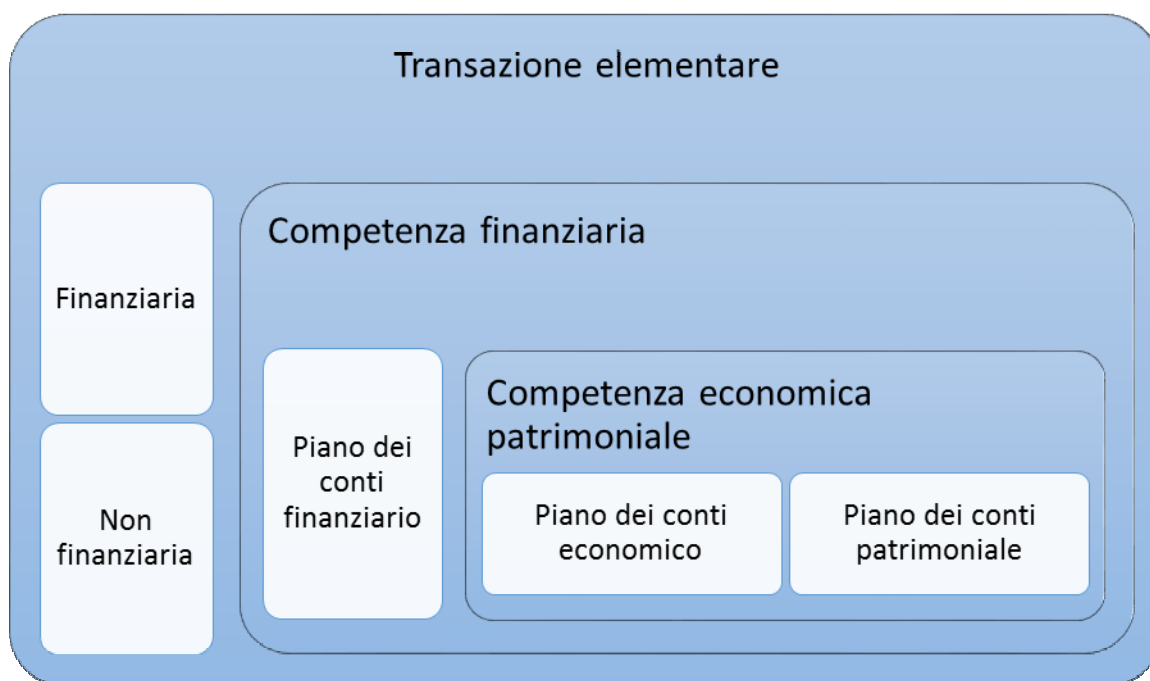 Transazione elementare
Finanziaria
Non
finanziaria
Competenza finanziaria
Piano dei
conti
finanziario
Competenza economica
patrimoniale
Piano dei conti
economico
Piano dei conti
patrimoniale